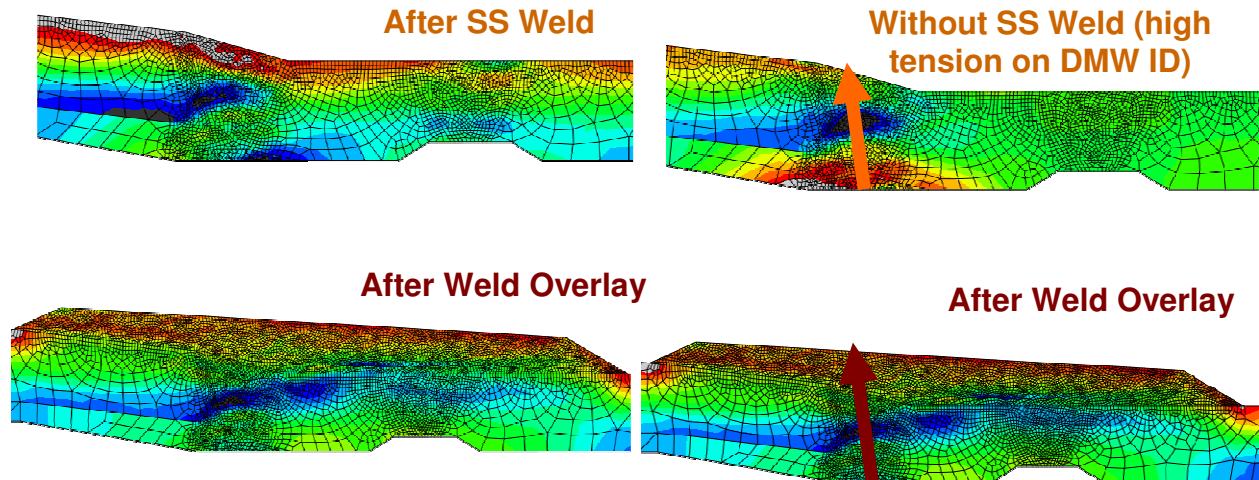 After SS Weld
Without SS Weld (high
tension on DMW ID)
After Weld Overlay
After Weld Overlay